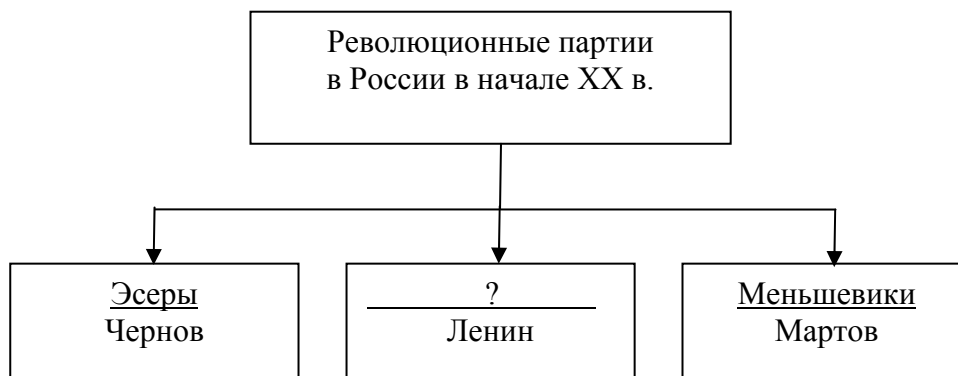 Революционные партии
в России в начале XX в.
Эсеры
Чернов
?
Ленин
Меньшевики
Мартов